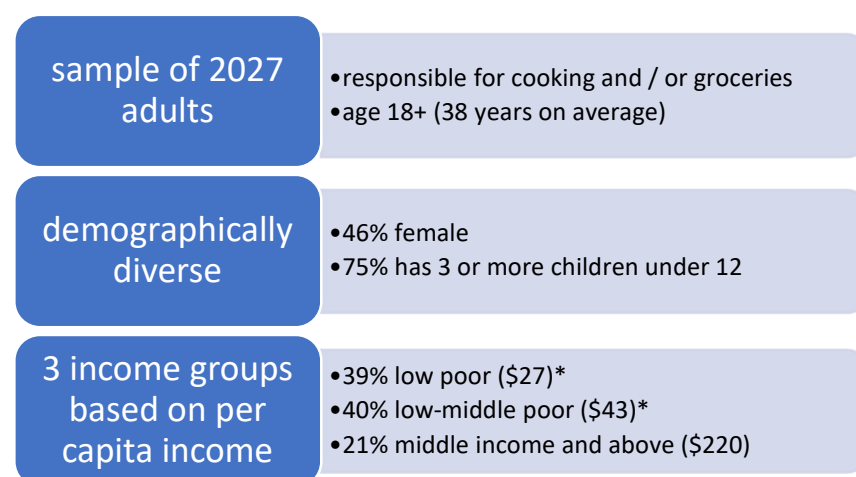 sample of 2027
adults
•responsible for cooking and / or groceries
•age 18+ (38 years on average)
demographically
diverse
•46% female
•75% has 3 or more children under 12
3 income groups
based on per
capita income
•39% low poor ($27)*
•40% low-middle poor ($43)*
•21% middle income and above ($220)